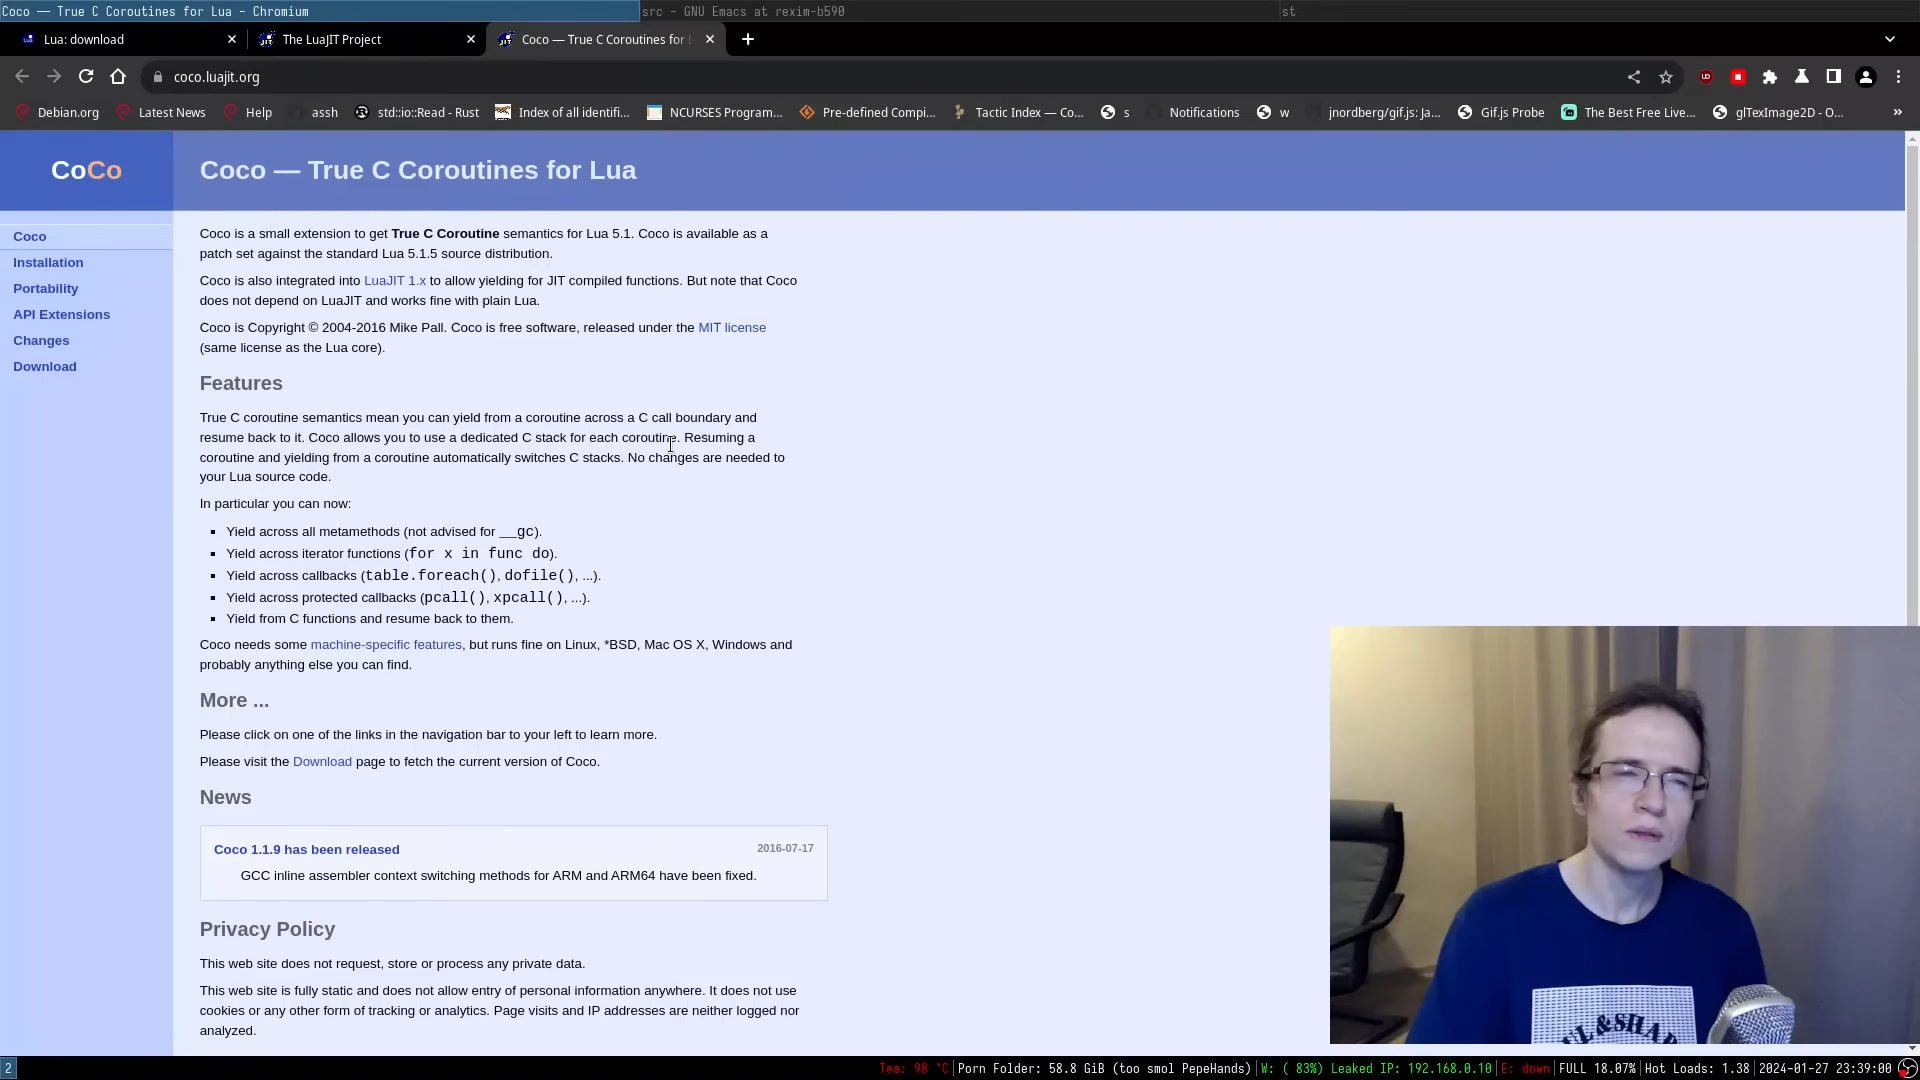 Coco — True C Coroutines for Lua - Chromium
src - GNU Emacs at rexim-b590
st
Lua: download
The LuaJIT Project
Coco — True C Coroutines for
coco.luajit.org
Debian.org
Latest News
Help
assh
std::io::Read - Rust
Index of all identifi...
NCURSES Program...
Pre-defined Compi...
Tactic Index — Co...
s
Notifications
w
jnordberg/gif.js: Ja...
Gif.js Probe
The Best Free Live...
glTexImage2D - O...
»
CoCo
Coco — True C Coroutines for Lua
Coco
Installation
Portability
API Extensions
Changes
Download
Coco is a small extension to get True C Coroutine semantics for Lua 5.1. Coco is available as a
patch set against the standard Lua 5.1.5 source distribution.
Coco is also integrated into LuaJIT 1.x to allow yielding for JIT compiled functions. But note that Coco
does not depend on LuaJIT and works fine with plain Lua.
Coco is Copyright © 2004-2016 Mike Pall. Coco is free software, released under the MIT license
(same license as the Lua core).
Features
True C coroutine semantics mean you can yield from a coroutine across a C call boundary and
resume back to it. Coco allows you to use a dedicated C stack for each coroutine. Resuming a
coroutine and yielding from a coroutine automatically switches C stacks. No changes are needed to
your Lua source code.
In particular you can now:
▪ Yield across all metamethods (not advised for __gc).
▪ Yield across iterator functions (for x in func do).
▪ Yield across callbacks (table.foreach(), dofile(), ...).
▪ Yield across protected callbacks (pcall(), xpcall(), ...).
▪ Yield from C functions and resume back to them.
Coco needs some machine-specific features, but runs fine on Linux, *BSD, Mac OS X, Windows and
probably anything else you can find.
More ...
Please click on one of the links in the navigation bar to your left to learn more.
Please visit the Download page to fetch the current version of Coco.
News
Coco 1.1.9 has been released 2016-07-17
GCC inline assembler context switching methods for ARM and ARM64 have been fixed.
Privacy Policy
This web site does not request, store or process any private data.
This web site is fully static and does not allow entry of personal information anywhere. It does not use
cookies or any other form of tracking or analytics. Page visits and IP addresses are neither logged nor
analyzed.
2
Tea: 98 °C|Porn Folder: 58.8 GiB (too smol PepeHands)|W: ( 83%) Leaked IP: 192.168.0.10|E: down|FULL 18.07%|Hot Loads: 1.38|2024-01-27 23:39:00